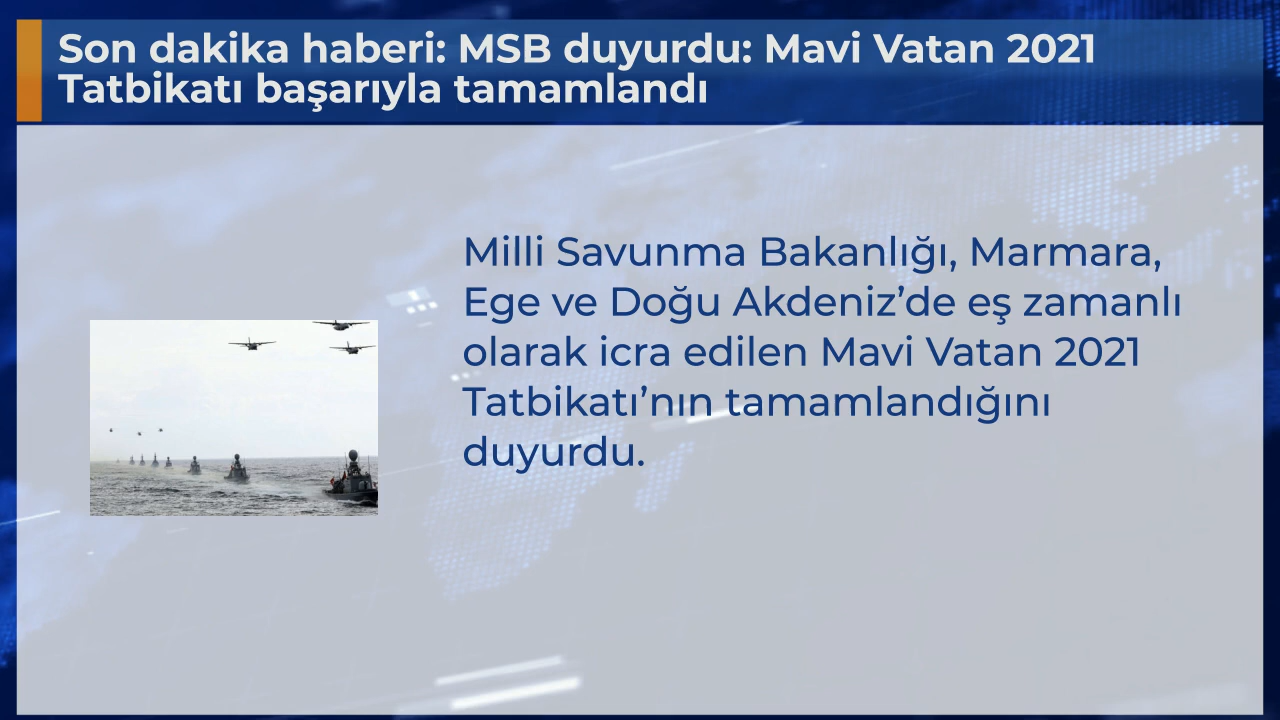 Son dakika haberi: MSB duyurdu: Mavi Vatan 2021
Tatbikatı başarıyla tamamlandı
Milli Savunma Bakanlığı, Marmara,
Ege ve Doğu Akdeniz’de eş zamanlı
olarak icra edilen Mavi Vatan 2021
Tatbikatı’nın tamamlandığını
duyurdu.